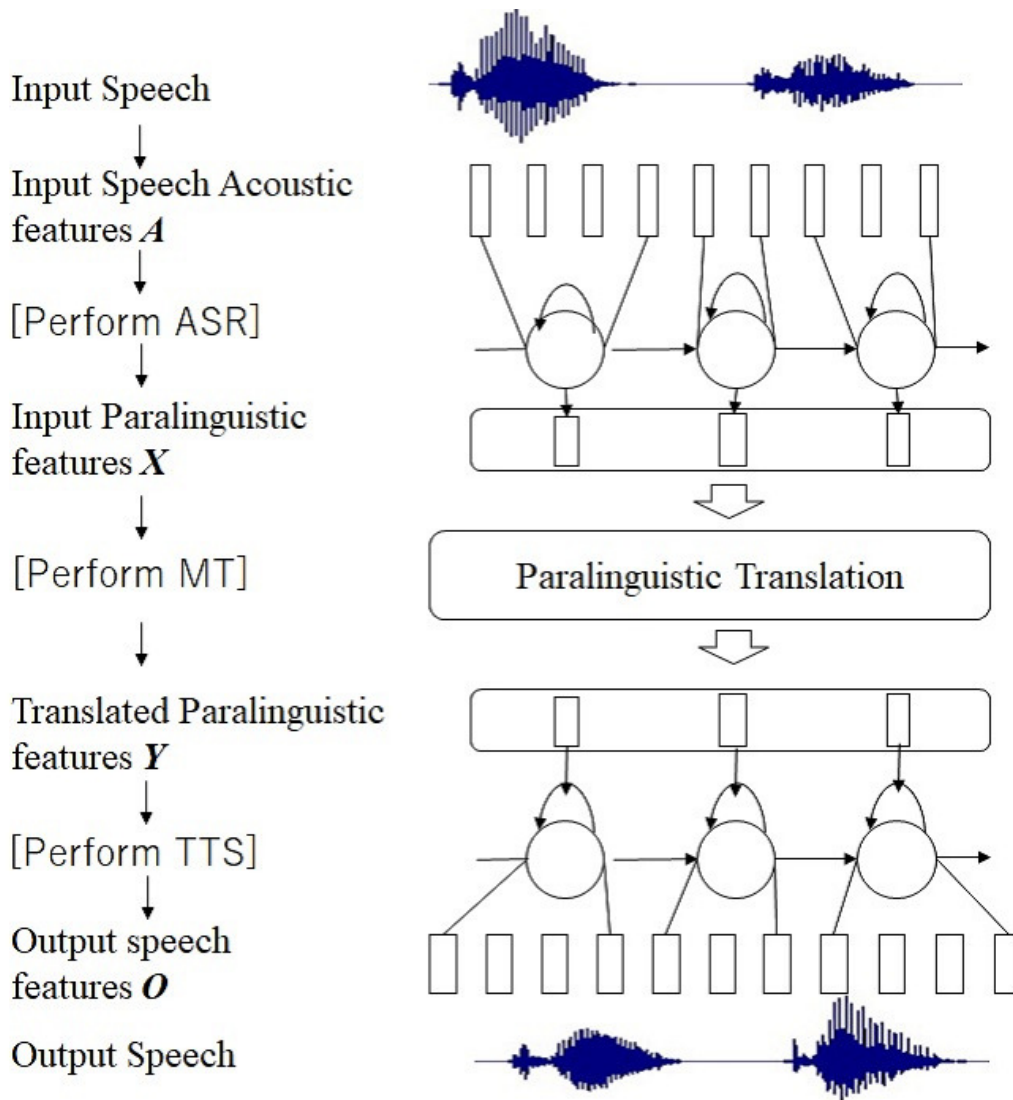 Input Speech
Input Speech Acoustic
features A
[Perform ASR]
Input Paralinguistic
features X
[Perform MT]
Paralinguistic Translation
Translated Paralinguistic
features Y
[Perform TTS]
Output speech
features O
Output Speech